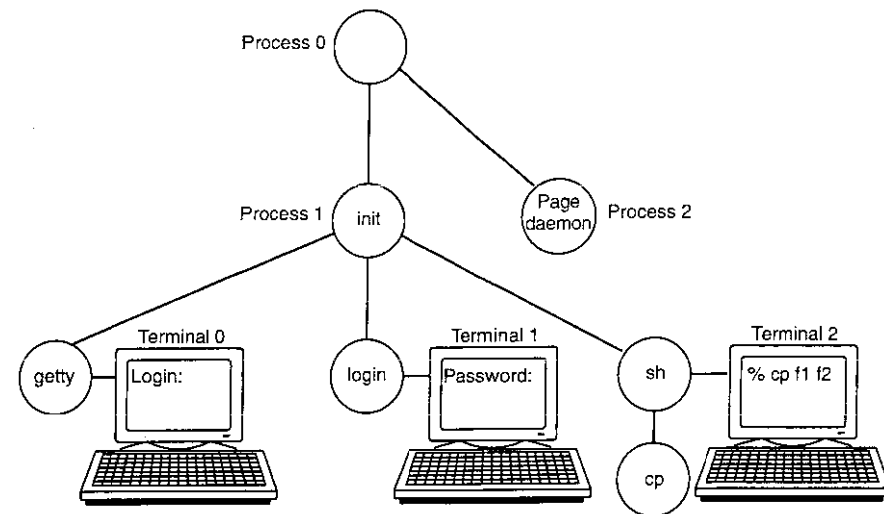 Process 0
Process 1
init
Page
daemon
Process 2
Terminal 0
Terminal 1
Terminal 2
getty
Login:
login
Password:
sh
% cp f1 f2
cp